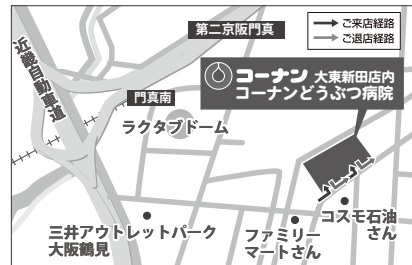 第二京阪門真
ご来店経路
ご退店経路
近畿自動車道
コーナン 大東新田店内
コーナンどうぶつ病院
門真南
ラクタブドーム
三井アウトレットパーク
大阪鶴見
ファミリー
マートさん
コスモ石油
さん